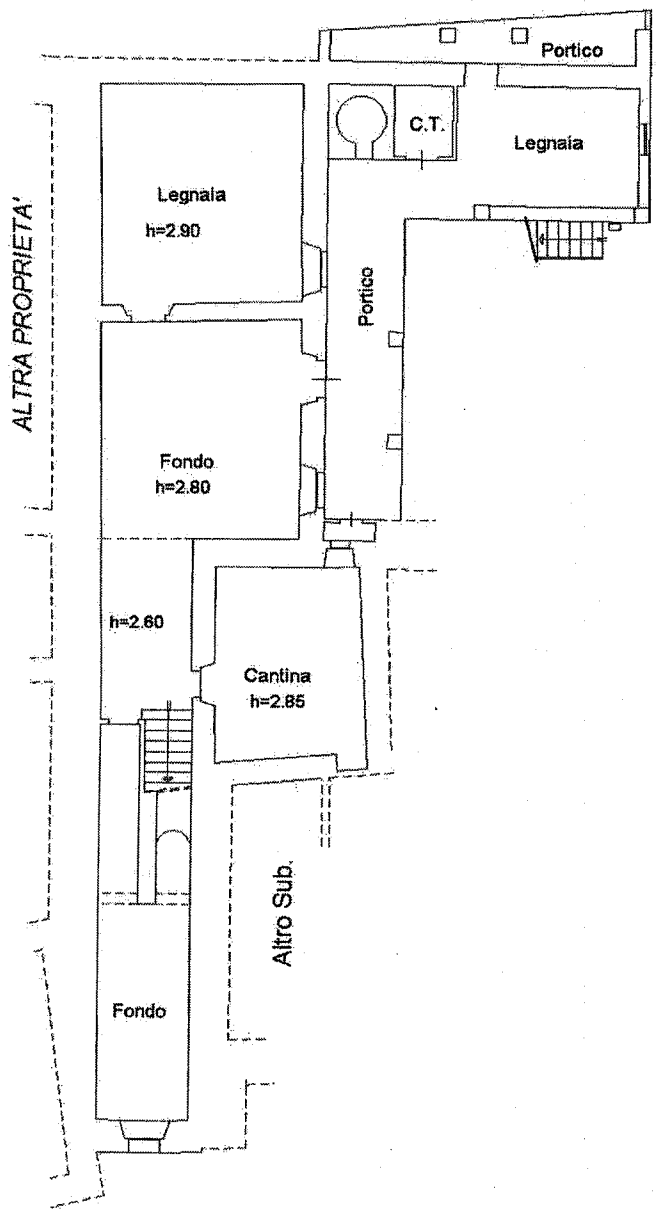 Portico
C.T.
Legnaia
Legnaia
h=2.90
ALTRA PROPRIETA'
Portico
Fondo
h=2.80
h=2.60
Cantina
h=2.85
Altro Sub.
Fondo